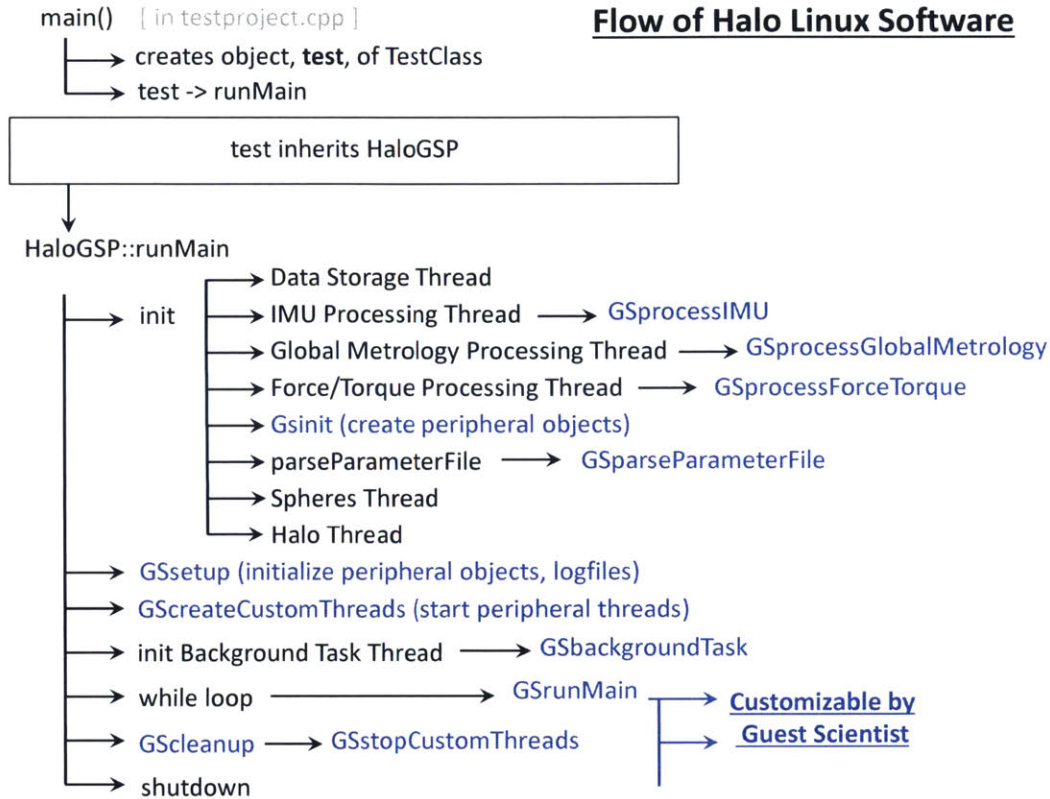 Flow of Halo Linux Software
main() [ in testproject.cpp ]
creates object, test, of TestClass
test -> runMain
test inherits HaloGSP
HaloGSP::runMain
init
Data Storage Thread
IMU Processing Thread GSprocessIMU
Global Metrology Processing Thread GSprocessGlobalMetrology
Force/Torque Processing Thread GSprocessForceTorque
Gsinit (create peripheral objects)
parseParameterFile GSparseParameterFile
Spheres Thread
Halo Thread
GSsetup (initialize peripheral objects, logfiles)
GScreateCustomThreads (start peripheral threads)
init Background Task Thread GSbackgroundTask
while loop GSrunMain
Customizable by
Guest Scientist
GScleanup GSstopCustomThreads
shutdown